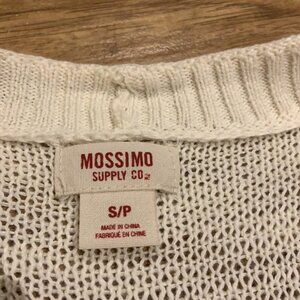 MOSSIMO
SUPPLY CO.
S/P
MADE IN CHINA
FABRIQUÉ EN CHINE